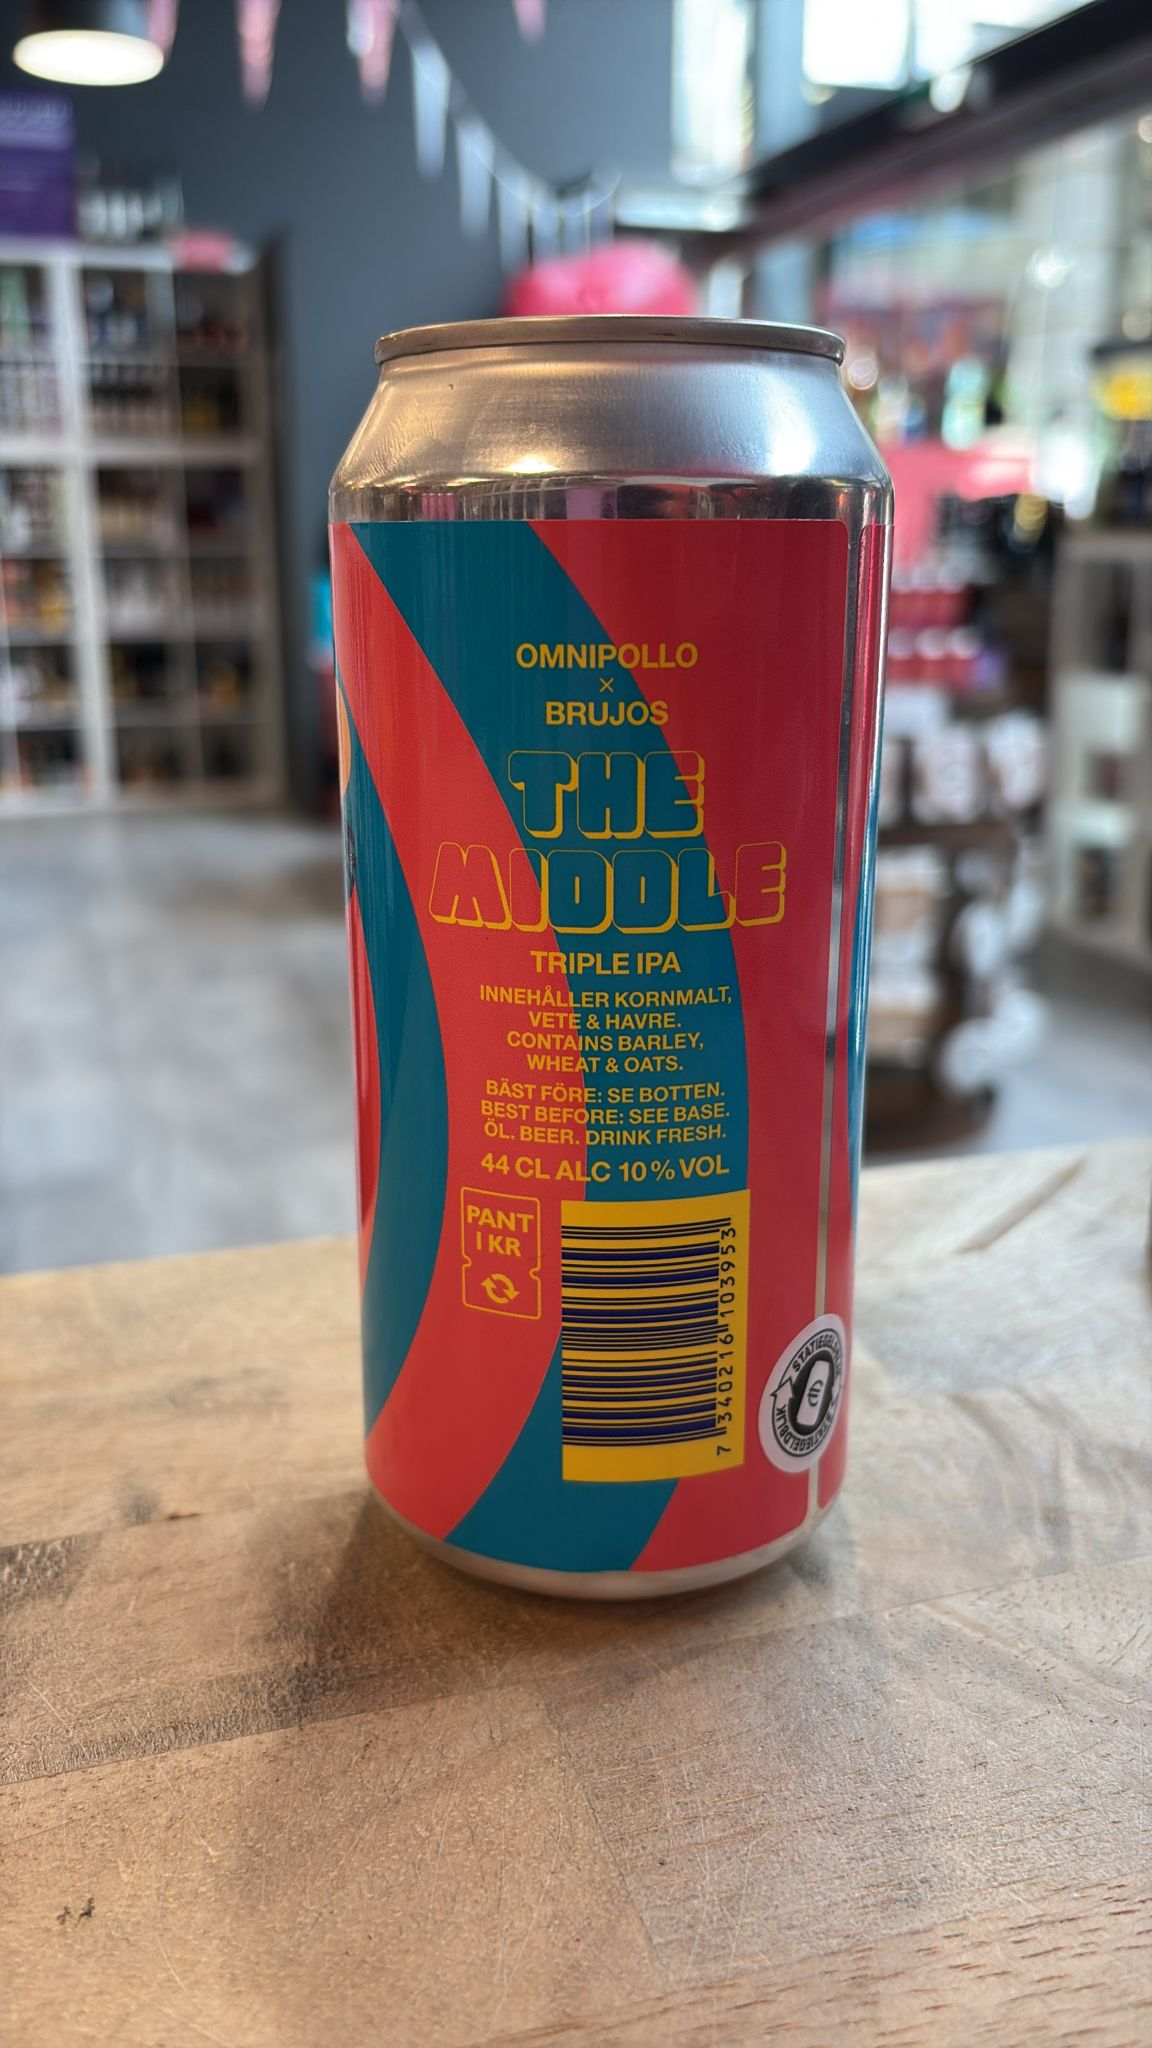 OMNIPOLLO
×
BRUJOS
THE
MIDDLE
TRIPLE IPA
INNEHÅLLER KORNMALT,
VETE & HAVRE.
CONTAINS BARLEY,
WHEAT & OATS.
BÄST FÖRE: SE BOTTEN.
BEST BEFORE: SEE BASE.
ÖL. BEER. DRINK FRESH.
44 CL ALC 10 % VOL
PANT
1 KR
7 340216 103953
STATIEGELDBLIK